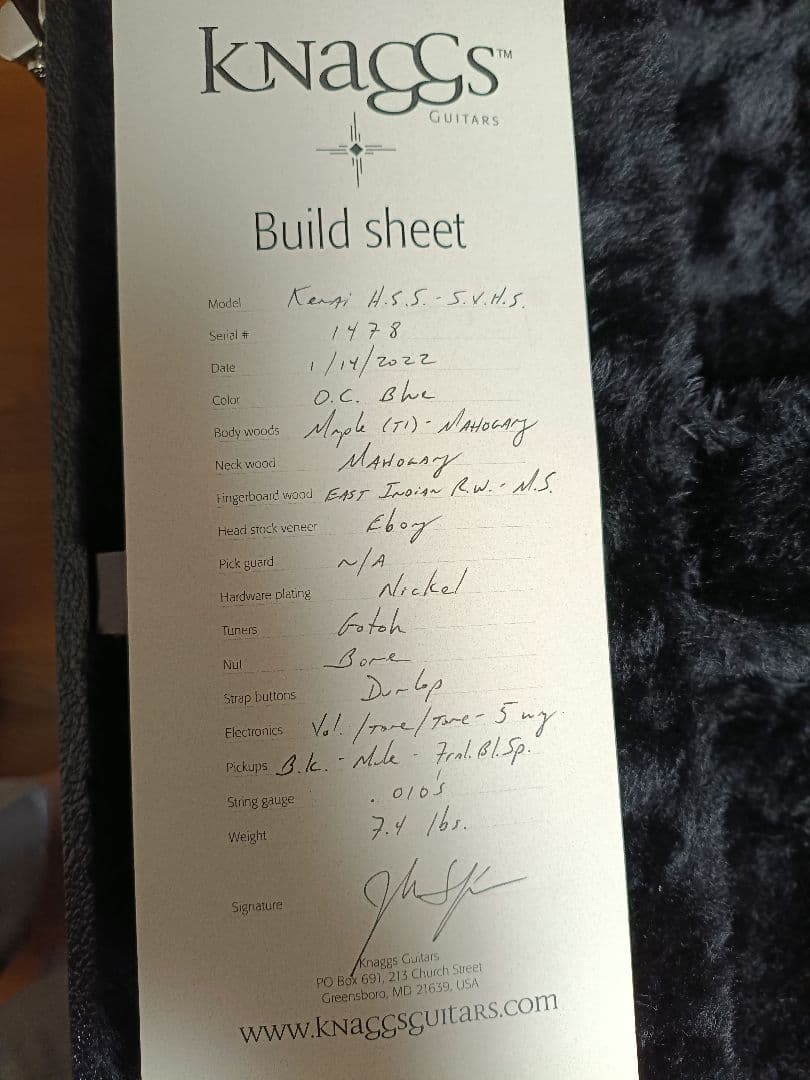 KNaGGS™
GUITARS
Build sheet
Model Kenai H.S.S. - S.V.H.S.
Serial # 1478
Date 1/14/2022
Color O.C. Blue
Body woods Maple (T1) - MAHOGANY
Neck wood MAHOGANY
Fingerboard wood EAST INDIAN R.W. - M.S.
Head stock veneer Ebony
Pick guard N/A
Hardware plating Nickel
Tuners Gotoh
Nut Bone
Strap buttons Dunlop
Electronics Vol./Tone/Tone - 5 way
Pickups B.K. - Mule - Bl. Sp.
String gauge .010's
Weight 7.4 lbs.
Signature
Knaggs Guitars
PO Box 691, 213 Church Street
Greensboro, MD 21639, USA
www.KNaGGSGUITARS.com